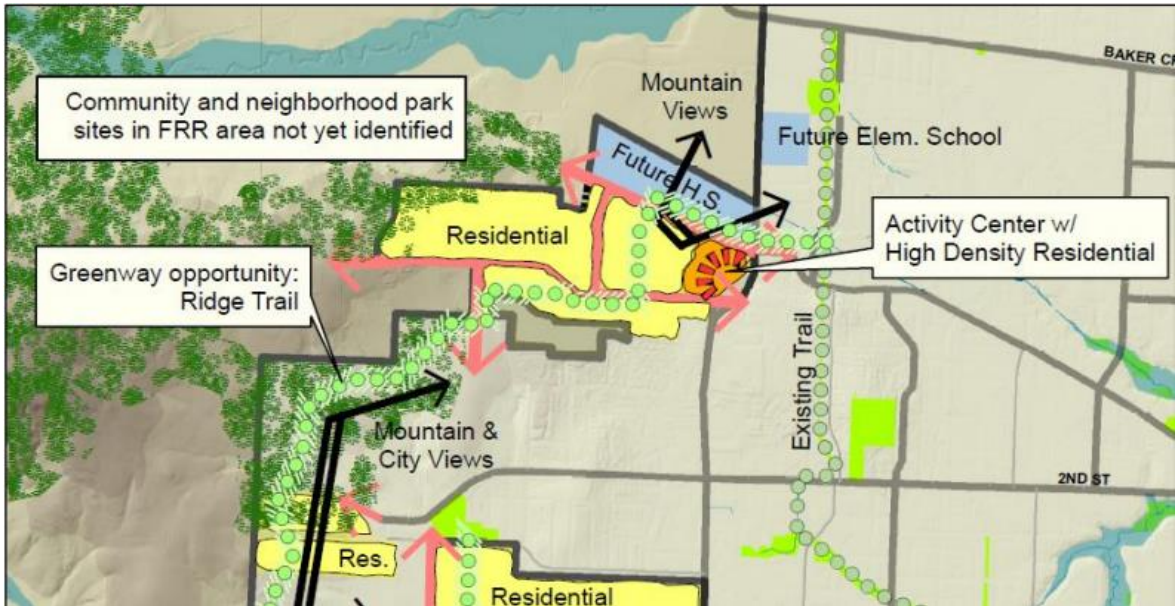 BAKER CR
Community and neighborhood park
sites in FRR area not yet identified
Mountain
Views
Future Elem. School
Future H.S.
Activity Center w/
High Density Residential
Residential
Greenway opportunity:
Ridge Trail
Existing Trail
Mountain &
City Views
2ND ST
Res.
Residential